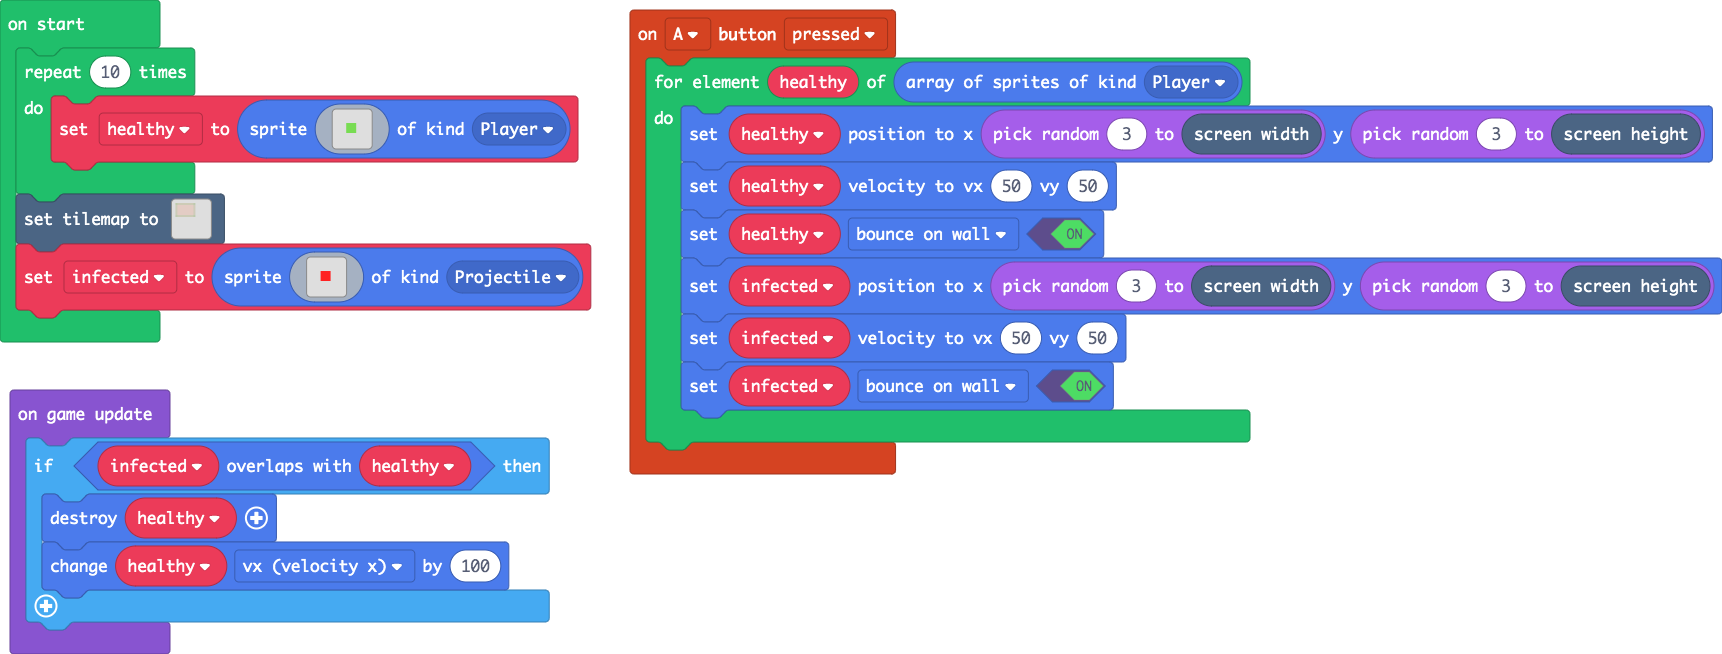 on start
repeat 10 times
do
set healthy to sprite of kind Player
set tilemap to
set infected to sprite of kind Projectile
on game update
if infected overlaps with healthy then
destroy healthy
change healthy vx (velocity x) by 100
on A button pressed
for element healthy of array of sprites of kind Player
do
set healthy position to x pick random 3 to screen width y pick random 3 to screen height
set healthy velocity to vx 50 vy 50
set healthy bounce on wall ON
set infected position to x pick random 3 to screen width y pick random 3 to screen height
set infected velocity to vx 50 vy 50
set infected bounce on wall ON